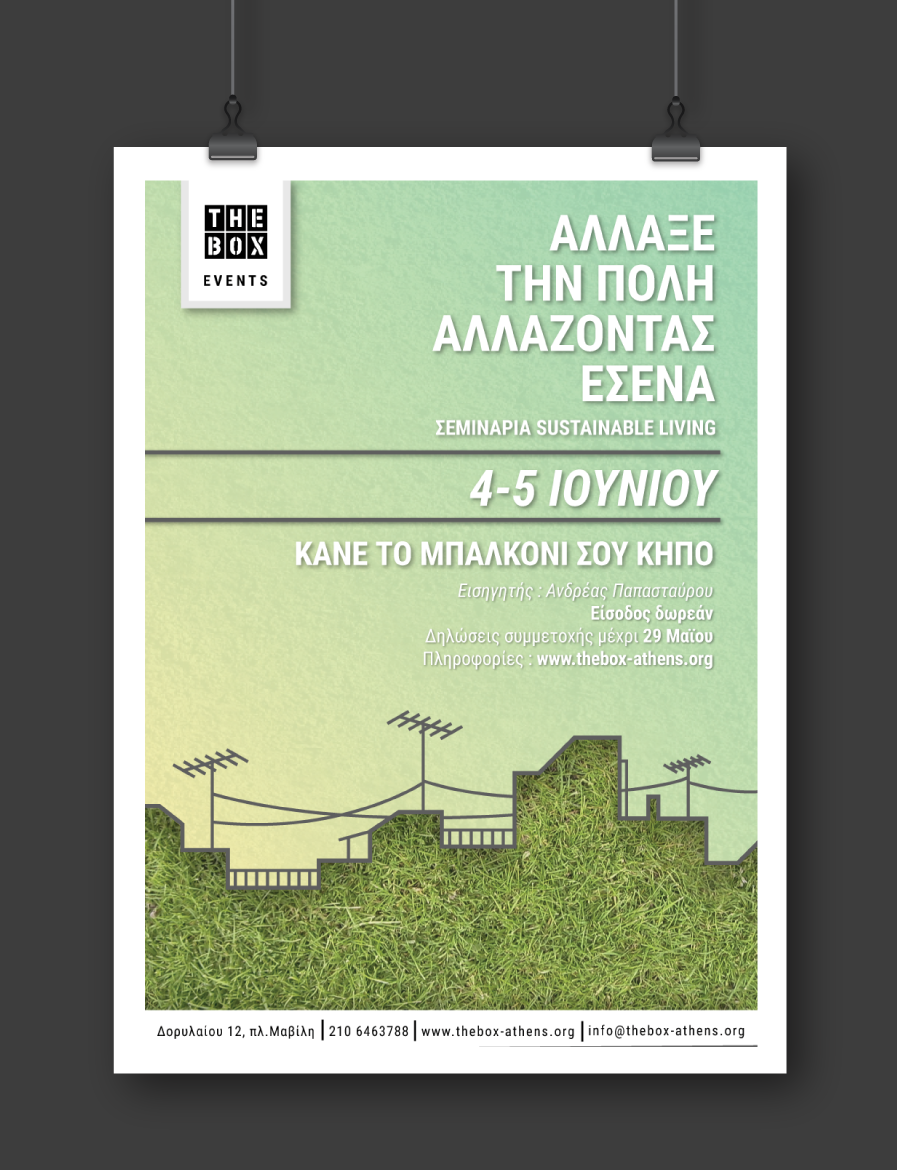 THE
BOX
EVENTS
ΑΛΛΑΞΕ
ΤΗΝ ΠΟΛΗ
ΑΛΛΑΖΟΝΤΑΣ
ΕΣΕΝΑ
ΣΕΜΙΝΑΡΙΑ SUSTAINABLE LIVING
4-5 ΙΟΥΝΙΟΥ
ΚΑΝΕ ΤΟ ΜΠΑΛΚΟΝΙ ΣΟΥ ΚΗΠΟ
Εισηγητής : Ανδρέας Παπασταύρου
Είσοδος δωρεάν
Δηλώσεις συμμετοχής μέχρι 29 Μαϊου
Πληροφορίες : www.thebox-athens.org
Δορυλαίου 12, πλ.Μαβίλη | 210 6463788 | www.thebox-athens.org | info@thebox-athens.org